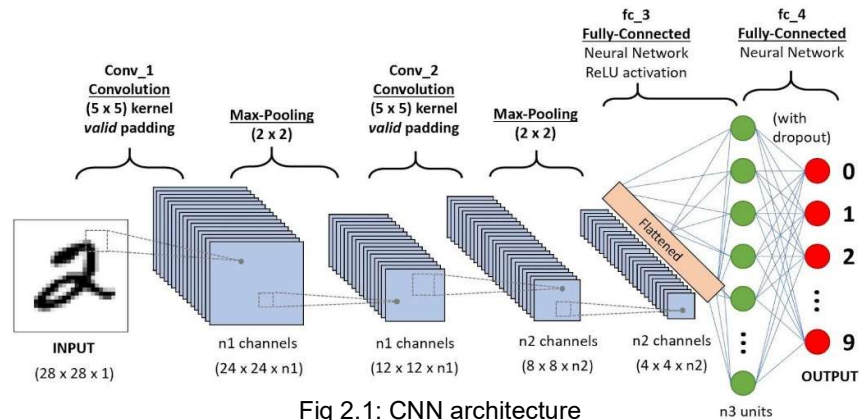 fc_3
Fully-Connected
Neural Network
ReLU activation
fc_4
Fully-Connected
Neural Network
Conv_1
Convolution
(5 x 5) kernel
valid padding
Max-Pooling
(2 x 2)
Conv_2
Convolution
(5 x 5) kernel
valid padding
Max-Pooling
(2 x 2)
(with
dropout)
Flattened
0
1
2
9
INPUT
(28 x 28 x 1)
n1 channels
(24 x 24 x n1)
n1 channels
(12 x 12 x n1)
n2 channels
(8 x 8 x n2)
n2 channels
(4 x 4 x n2)
OUTPUT
n3 units
Fig 2.1: CNN architecture